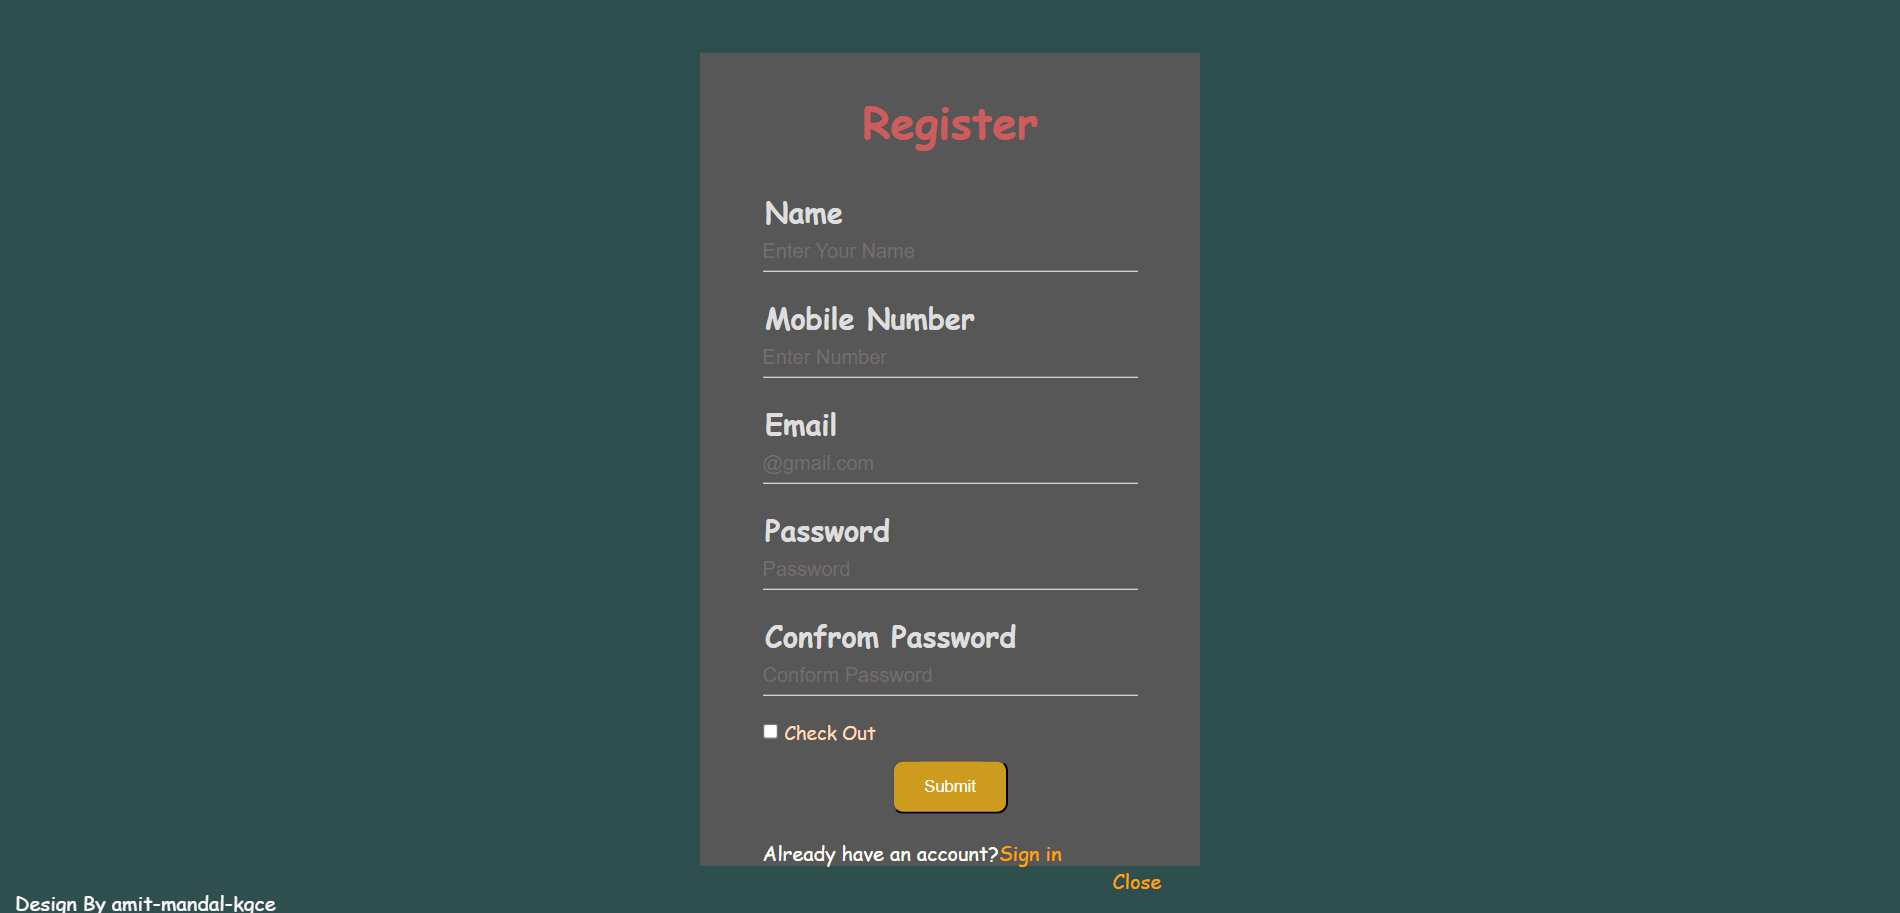 Register
Name
Enter Your Name
Mobile Number
Enter Number
Email
@gmail.com
Password
Password
Confrom Password
Conform Password
Check Out
Submit
Already have an account?Sign in
Close
Design By amit-mandal-kgce